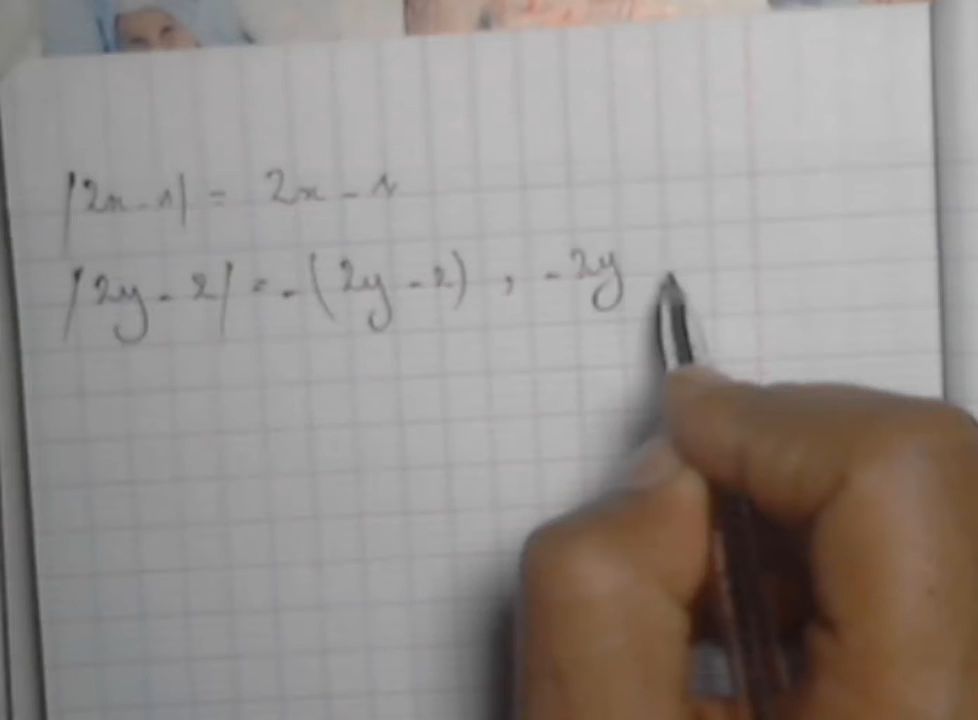 |2x-1| = 2x-1
|2y-2| = -(2y-2) , -2y